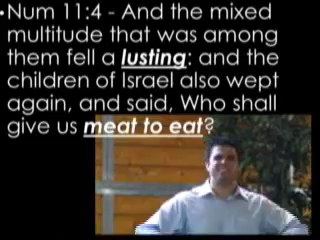 •Num 11:4 - And the mixed
multitude that was among
them fell a lusting: and the
children of Israel also wept
again, and said, Who shall
give us meat to eat?